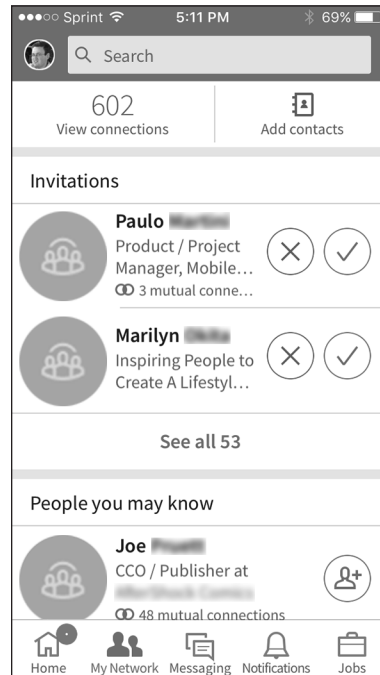 Sprint 5:11 PM 69%
Search
602
View connections
Add contacts
Invitations
Paulo
Product / Project
Manager, Mobile…
3 mutual conne…
Marilyn
Inspiring People to
Create A Lifestyl…
See all 53
People you may know
Joe
CCO / Publisher at
48 mutual connections
Home My Network Messaging Notifications Jobs